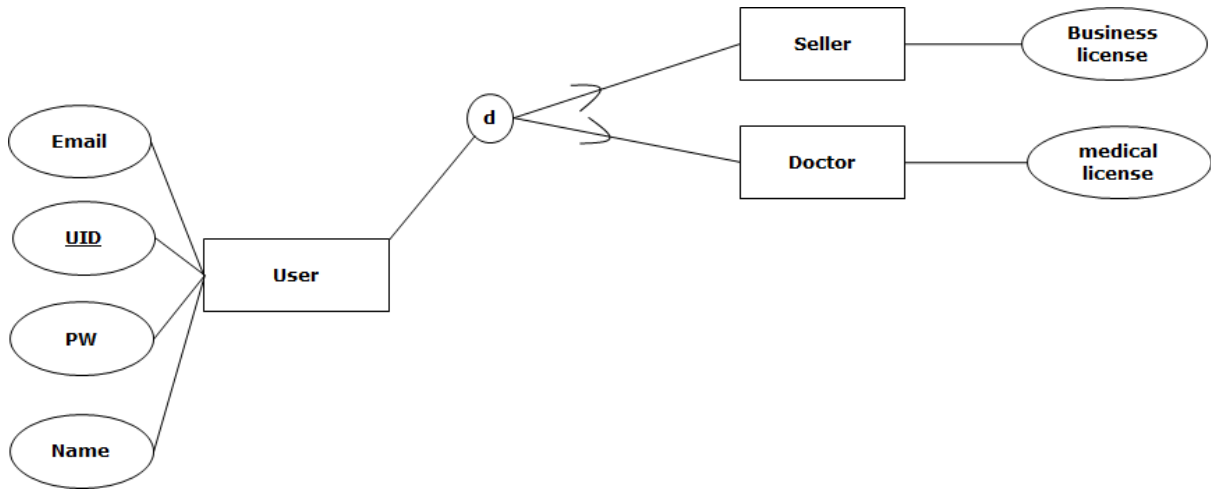 Email
UID
PW
Name
User
d
Seller
Doctor
Business
license
medical
license